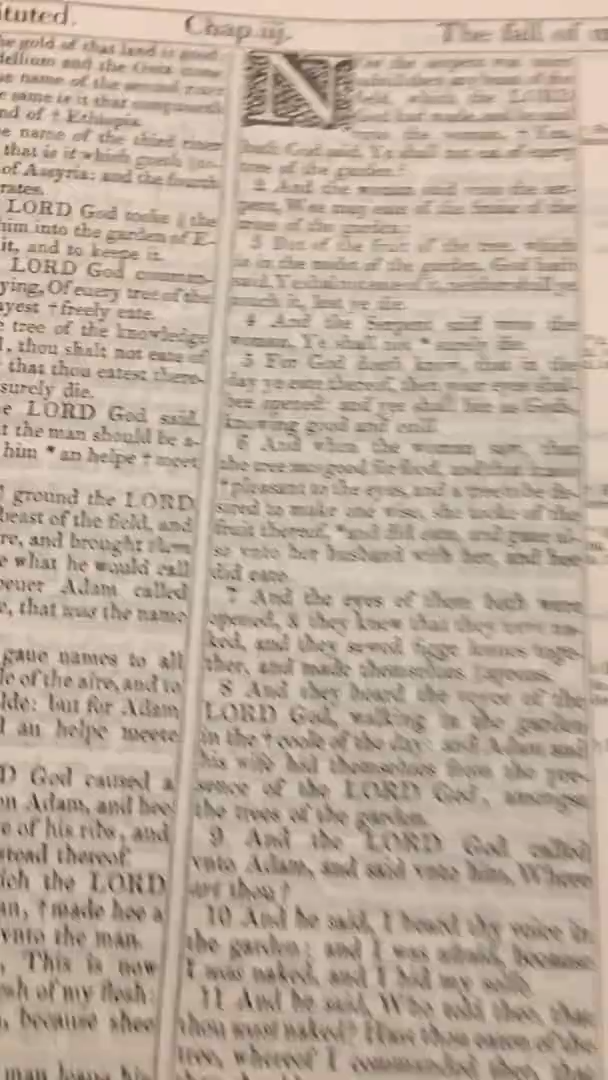 ituted.
Chap.iij.
The fall of
he gold of that land is good
dellium and the Onix stone
he name of the second riuer
e same is it that compasseth
nd of † Ethiopia.
e name of the third riuer
that is it which goeth
of Assyria: and the fourth
rates.
LORD God tooke the
him into the garden of E-
it, and to keepe it.
LORD God comman-
ying, Of euery tree of the
ayest † freely eate.
e tree of the knowledge
l, thou shalt not eate of
that thou eatest there-
surely die.
e LORD God said,
t the man should be a-
him * an helpe † meet
ground the LORD
beast of the field, and
re, and brought them
e what he would call
oeuer Adam called
e, that was the name
gaue names to all
le of the aire, and to
lde: but for Adam
d an helpe meete
D God caused a
on Adam, and hee
e of his ribs, and
stead thereof.
ich the LORD
an, † made hee a
vnto the man.
, This is now
esh of my flesh:
, because shee
man leaue his
N
the serpent was
beast of the
field, which the LORD
God had made,
vnto the woman, † Yea,
hath God said, Ye shall not eat of euery
tree of the garden?
2 And the woman said vnto the ser-
pent, Wee may eate of the fruite of the
trees of the garden:
3 But of the fruit of the tree, which
is in the midst of the garden, God hath
said, Ye shal not eate of it, neither shall ye
touch it, lest ye die.
4 And the Serpent said vnto the
woman, Ye shall not * surely die.
5 For God doeth know, that in the
day ye eate thereof, then your eyes shall
bee opened: and yee shall bee as Gods,
knowing good and euill.
6 And when the woman saw, that
the tree was good for food, and that it was
† pleasant to the eyes, and a tree to be de-
sired to make one wise, she tooke of the
fruit thereof, * and did eate, and gaue al-
so vnto her husband with her, and hee
did eate.
7 And the eyes of them both were
opened, & they knew that they were na-
ked, and they sewed figge leaues toge-
ther, and made themselues aprons.
8 And they heard the voyce of the
LORD God, walking in the garden
in the † coole of the day: and Adam and
his wife hid themselues from the pre-
sence of the LORD God, amongst
the trees of the garden.
9 And the LORD God called
vnto Adam, and said vnto him, Where
art thou?
10 And he said, I heard thy voice in
the garden: and I was afraid, because
I was naked, and I hid my selfe.
11 And he said, Who told thee, that
thou wast naked? Hast thou eaten of the
tree, whereof I commanded thee, that